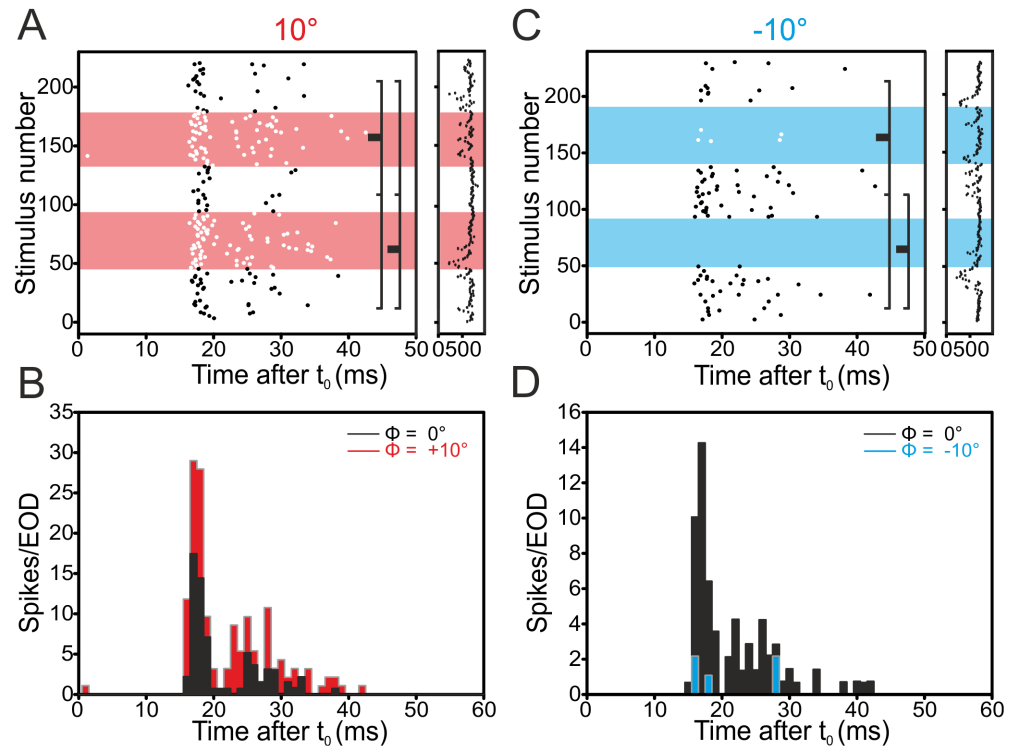 A
10°
C
-10°
Stimulus number
200
150
100
50
0
0 10 20 30 40 50
0500
Time after t0 (ms)
Stimulus number
200
150
100
50
0
0 10 20 30 40 50
0500
Time after t0 (ms)
B
Spikes/EOD
35
30
25
20
15
10
5
0
Φ = 0°
Φ = +10°
0 10 20 30 40 50 60
Time after t0 (ms)
D
Spikes/EOD
16
14
12
10
8
6
4
2
0
Φ = 0°
Φ = -10°
0 10 20 30 40 50 60
Time after t0 (ms)